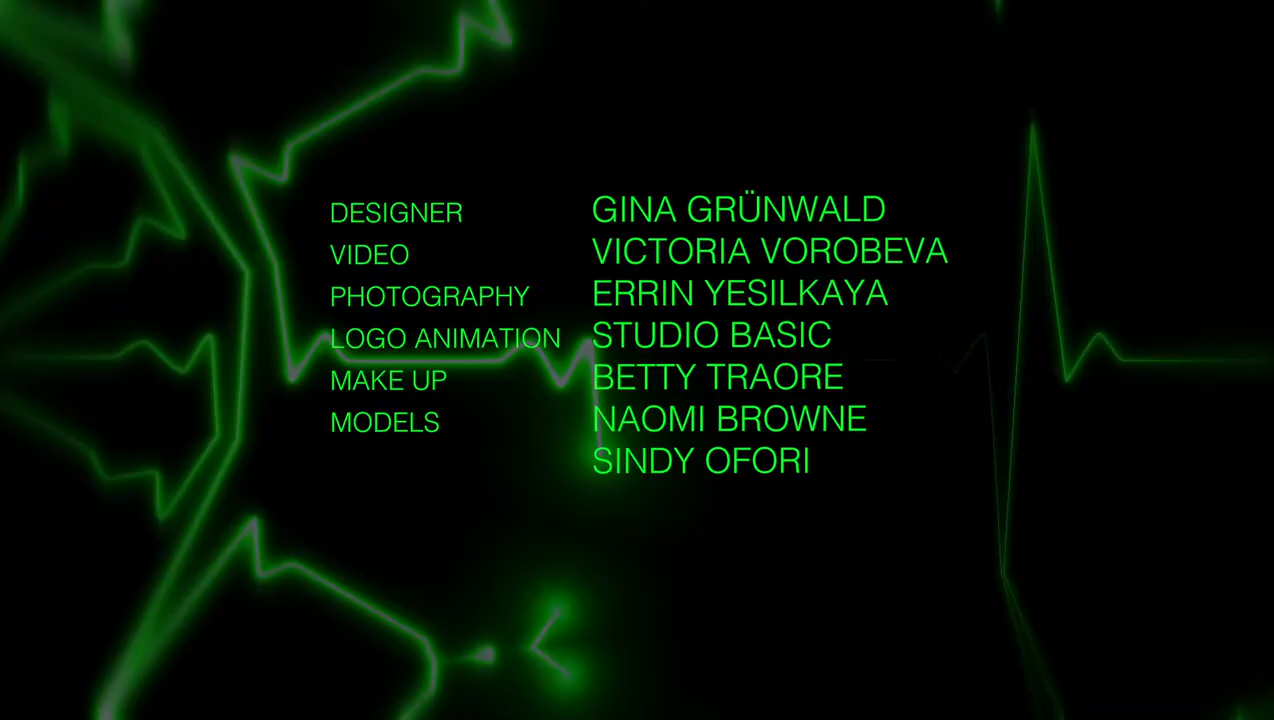 DESIGNER GINA GRÜNWALD
VIDEO VICTORIA VOROBEVA
PHOTOGRAPHY ERRIN YESILKAYA
LOGO ANIMATION STUDIO BASIC
MAKE UP BETTY TRAORE
MODELS NAOMI BROWNE
SINDY OFORI